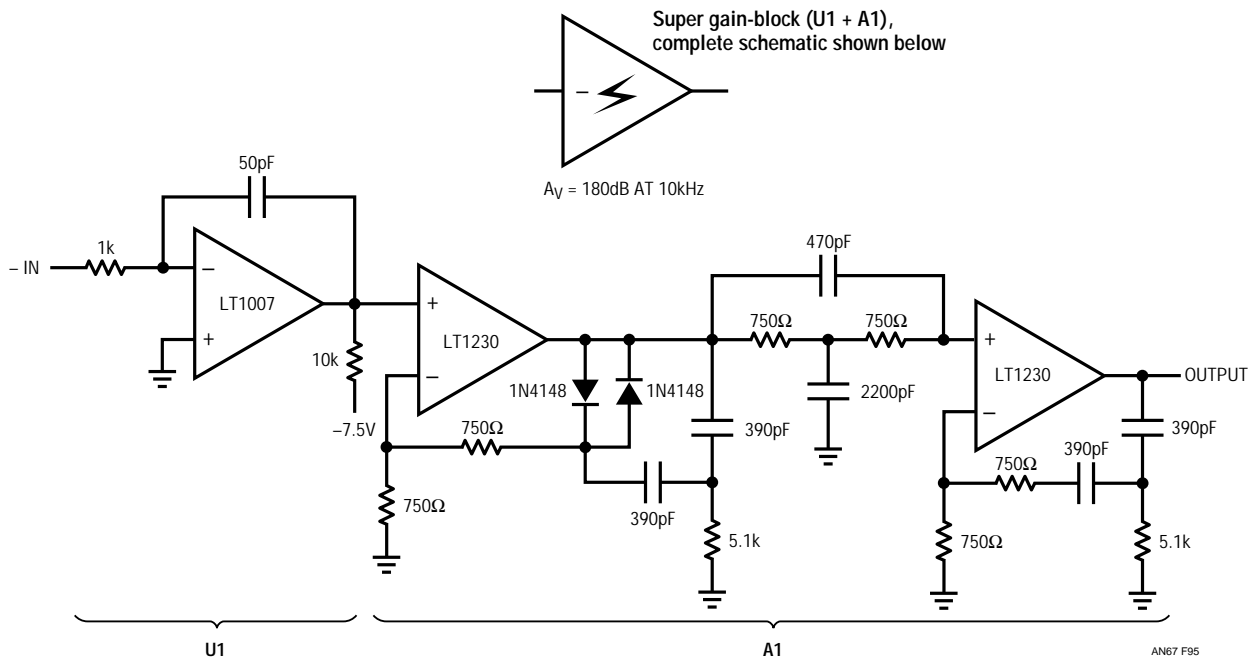 Super gain-block (U1 + A1),
complete schematic shown below
−
AV = 180dB AT 10kHz
50pF
1k
– IN
−
LT1007
+
10k
–7.5V
+
LT1230
−
1N4148
1N4148
750Ω
750Ω
390pF
390pF
5.1k
470pF
750Ω
750Ω
2200pF
+
LT1230
−
OUTPUT
390pF
390pF
750Ω
750Ω
5.1k
U1
A1
AN67 F95